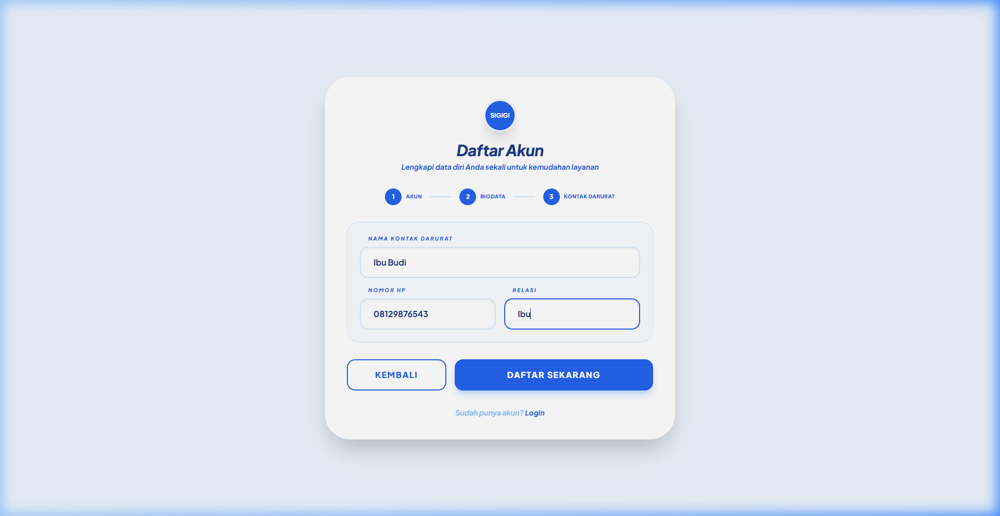 SIGIGI
Daftar Akun
Lengkapi data diri Anda sekali untuk kemudahan layanan
1 AKUN 2 BIODATA 3 KONTAK DARURAT
NAMA KONTAK DARURAT
Ibu Budi
NOMOR HP RELASI
08129876543 Ibu
KEMBALI DAFTAR SEKARANG
Sudah punya akun? Login